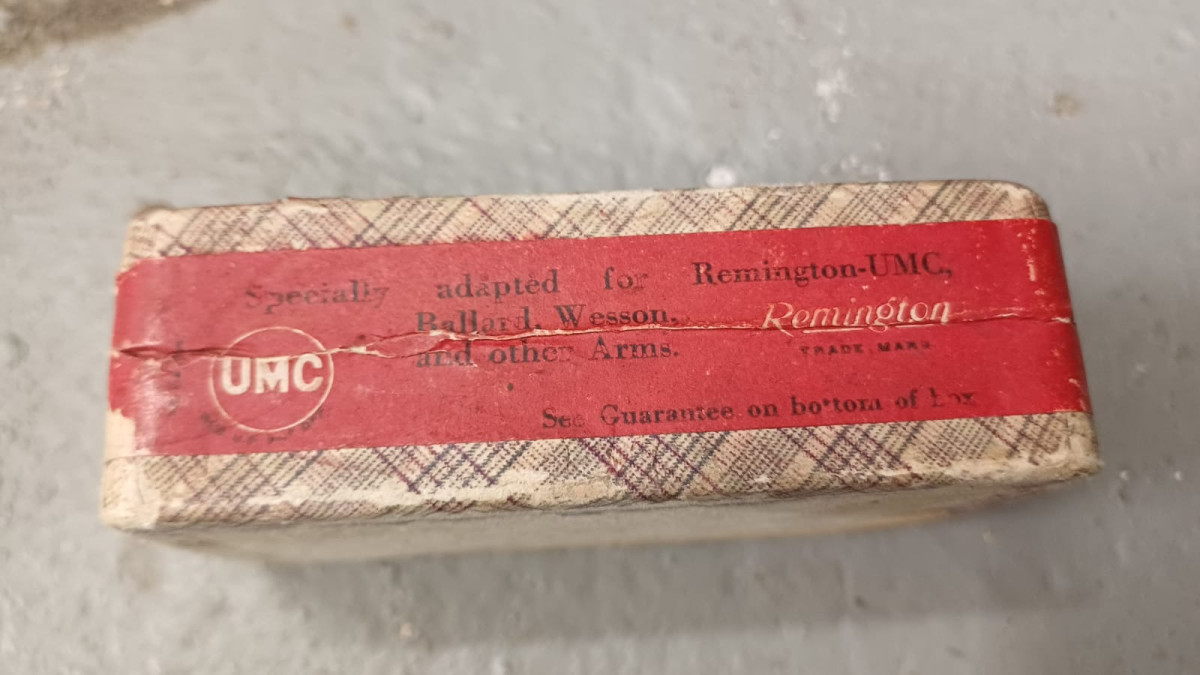 Specially adapted for Remington-UMC,
Ballard, Wesson,
and other Arms.
Remington
TRADE MARK
UMC
See Guarantee on bottom of box